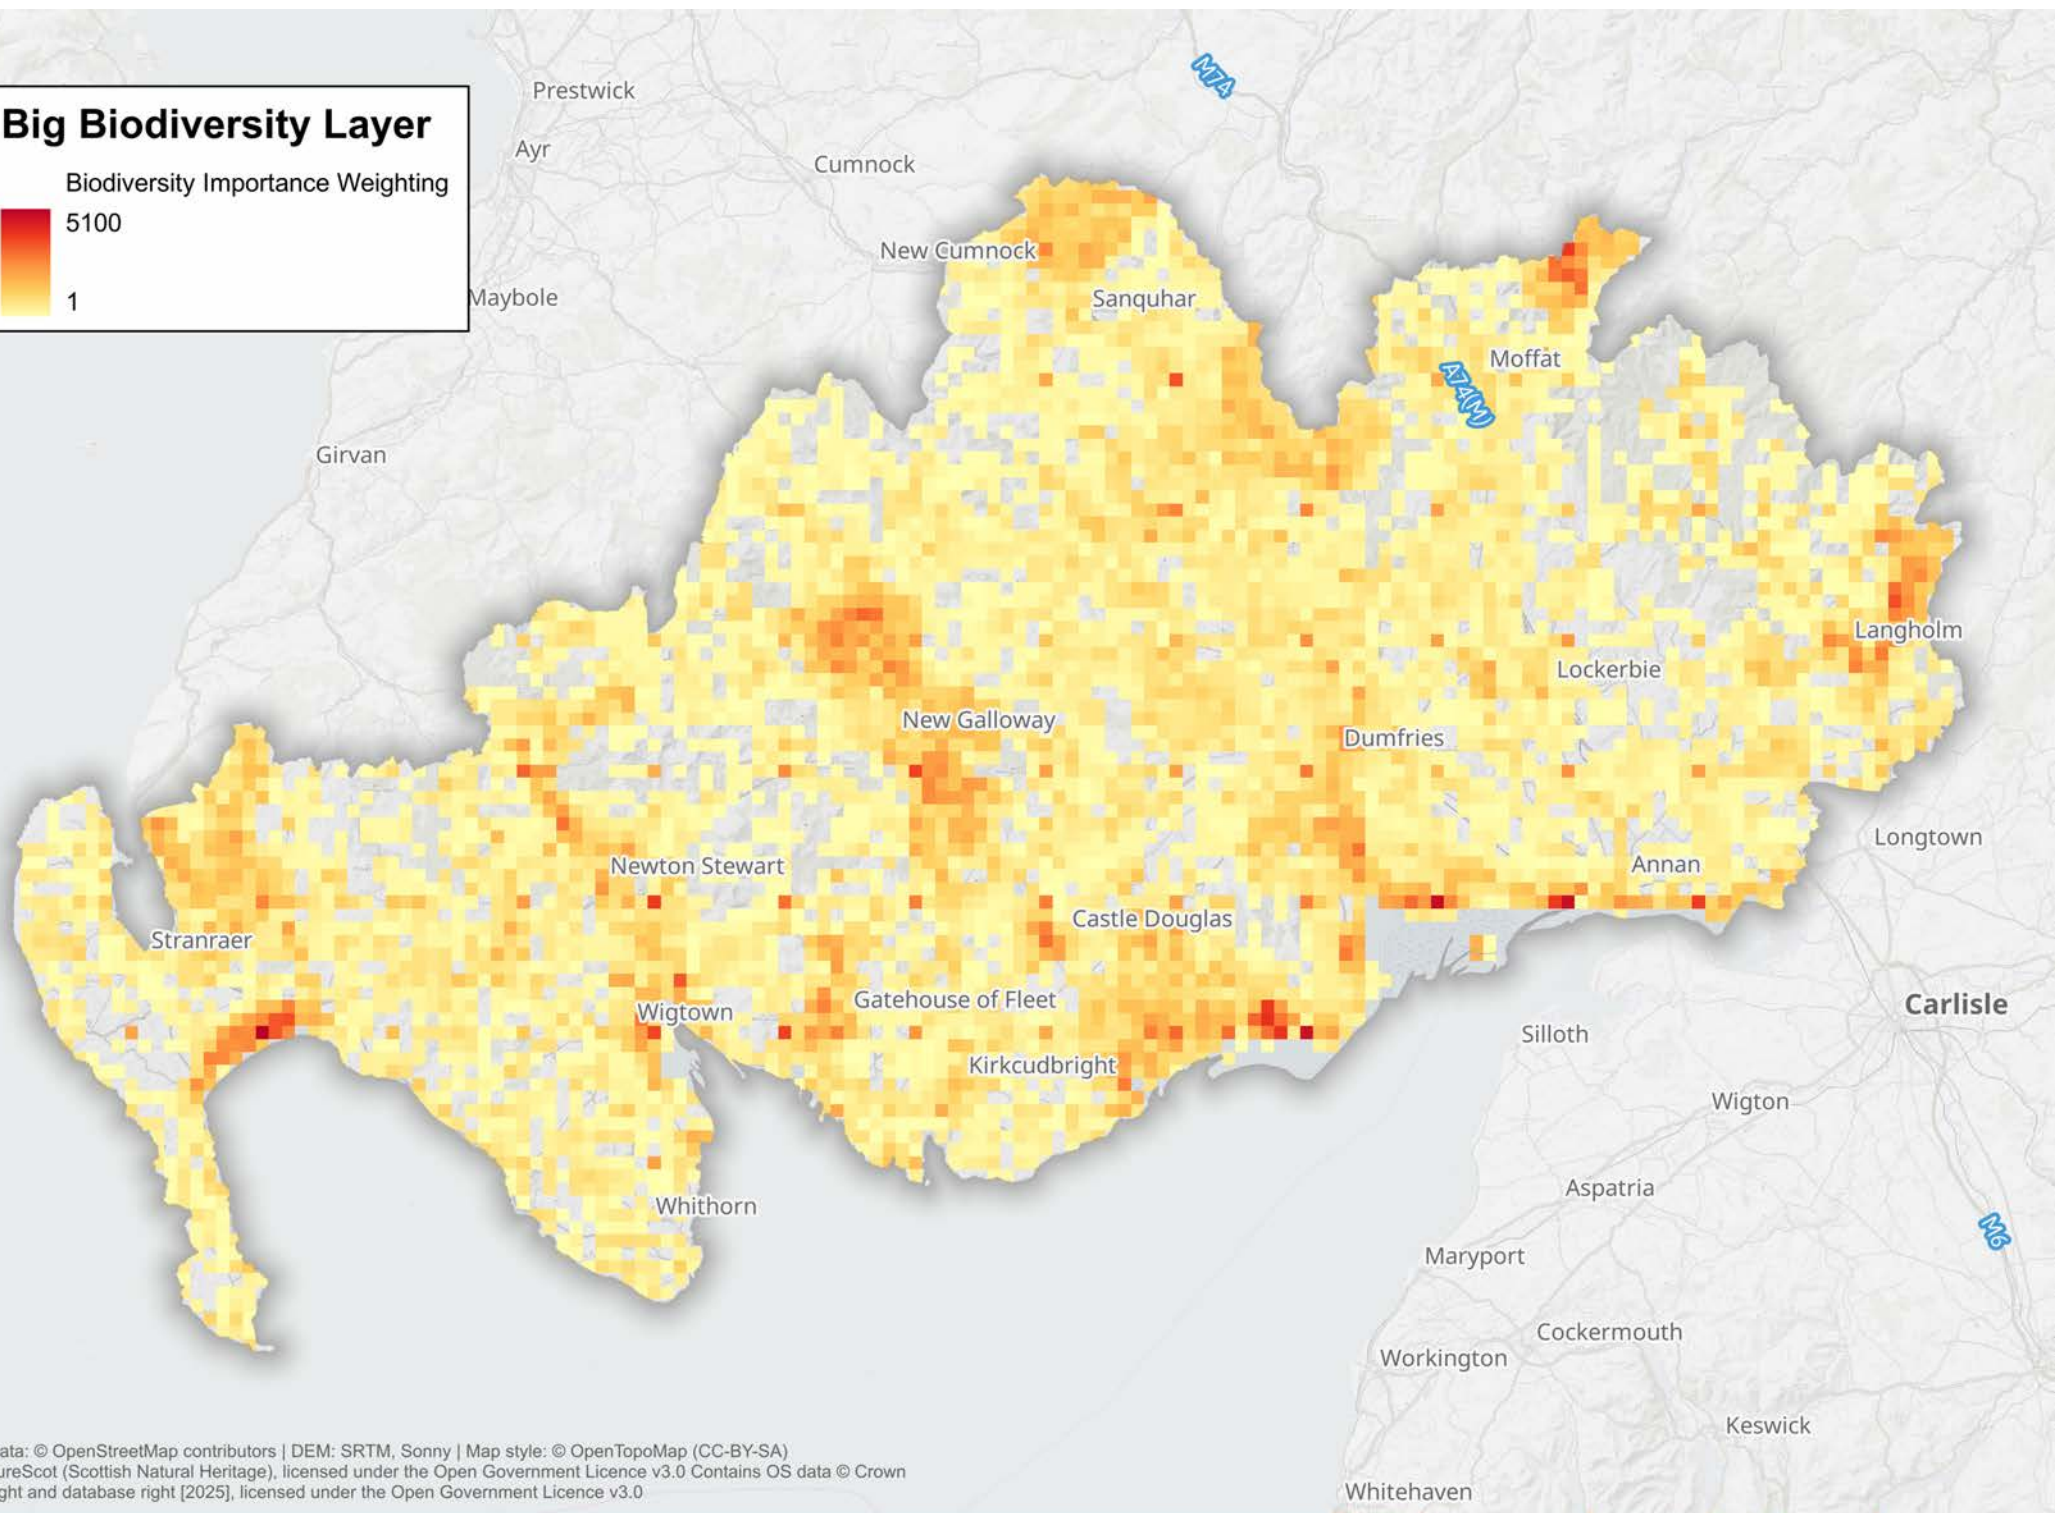 Big Biodiversity Layer
Biodiversity Importance Weighting
5100
1
Prestwick
Ayr
Cumnock
M74
New Cumnock
Maybole
Sanquhar
Moffat
A74(M)
Girvan
Langholm
Lockerbie
New Galloway
Dumfries
Longtown
Newton Stewart
Annan
Castle Douglas
Stranraer
Gatehouse of Fleet
Carlisle
Wigtown
Silloth
Kirkcudbright
Wigton
Aspatria
Whithorn
M6
Maryport
Cockermouth
Workington
Keswick
Whitehaven
ata: © OpenStreetMap contributors | DEM: SRTM, Sonny | Map style: © OpenTopoMap (CC-BY-SA)
ureScot (Scottish Natural Heritage), licensed under the Open Government Licence v3.0 Contains OS data © Crown
ght and database right [2025], licensed under the Open Government Licence v3.0